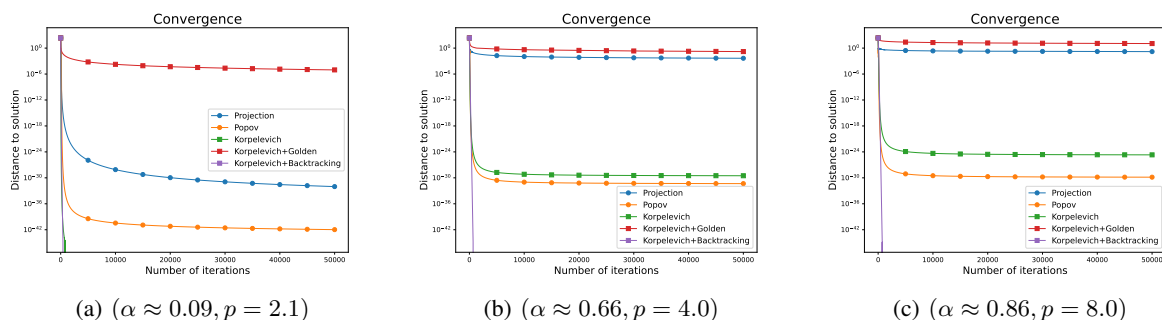 Convergence
Distance to solution
10⁰
10⁻⁶
10⁻¹²
10⁻¹⁸
10⁻²⁴
10⁻³⁰
10⁻³⁶
10⁻⁴²
Projection
Popov
Korpelevich
Korpelevich+Golden
Korpelevich+Backtracking
0 10000 20000 30000 40000 50000
Number of iterations
(a) (α ≈ 0.09, p = 2.1)
Convergence
Distance to solution
10⁰
10⁻⁶
10⁻¹²
10⁻¹⁸
10⁻²⁴
10⁻³⁰
10⁻³⁶
10⁻⁴²
Projection
Popov
Korpelevich
Korpelevich+Golden
Korpelevich+Backtracking
0 10000 20000 30000 40000 50000
Number of iterations
(b) (α ≈ 0.66, p = 4.0)
Convergence
Distance to solution
10⁰
10⁻⁶
10⁻¹²
10⁻¹⁸
10⁻²⁴
10⁻³⁰
10⁻³⁶
10⁻⁴²
Projection
Popov
Korpelevich
Korpelevich+Golden
Korpelevich+Backtracking
0 10000 20000 30000 40000 50000
Number of iterations
(c) (α ≈ 0.86, p = 8.0)